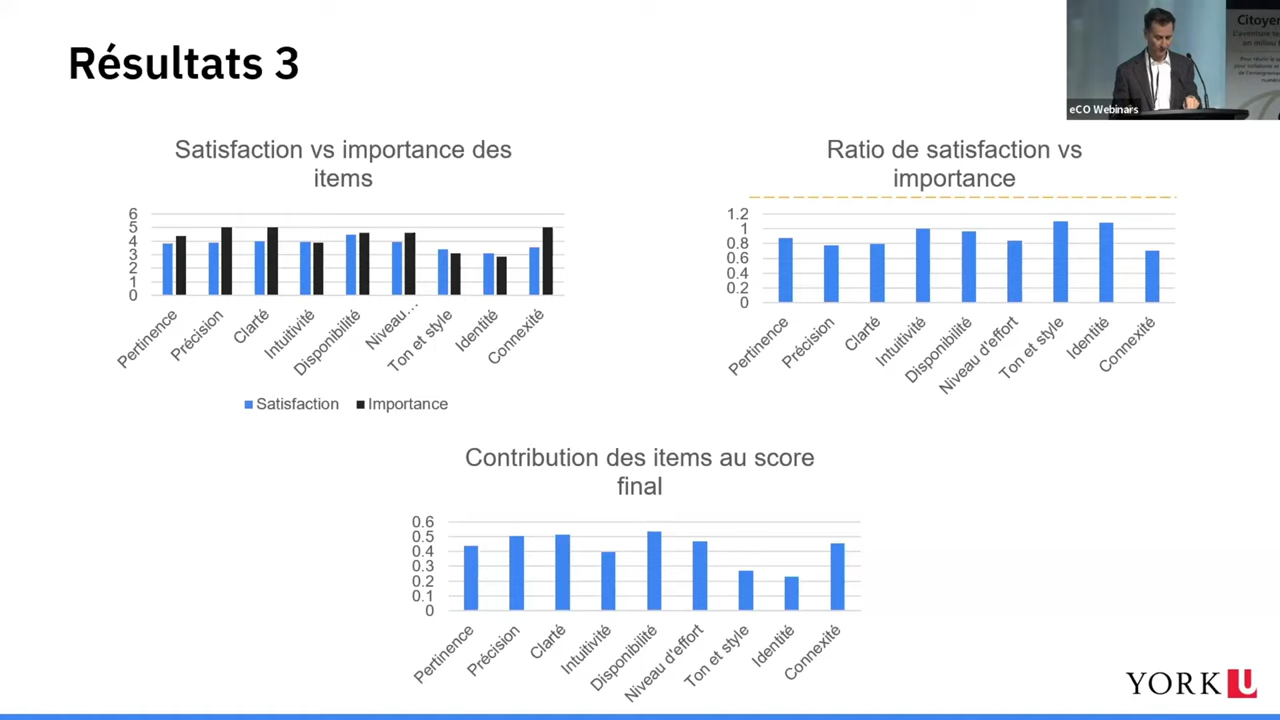 Résultats 3
Citoyen
L'aventure
en milieu
eCO Webinars
Satisfaction vs importance des
items
6
5
4
3
2
1
0
Pertinence
Précision
Clarté
Intuitivité
Disponibilité
Niveau…
Ton et style
Identité
Connexité
Satisfaction
Importance
Ratio de satisfaction vs
importance
1.2
1
0.8
0.6
0.4
0.2
0
Pertinence
Précision
Clarté
Intuitivité
Disponibilité
Niveau d'effort
Ton et style
Identité
Connexité
Contribution des items au score
final
0.6
0.5
0.4
0.3
0.2
0.1
0
Pertinence
Précision
Clarté
Intuitivité
Disponibilité
Niveau d'effort
Ton et style
Identité
Connexité
YORK U